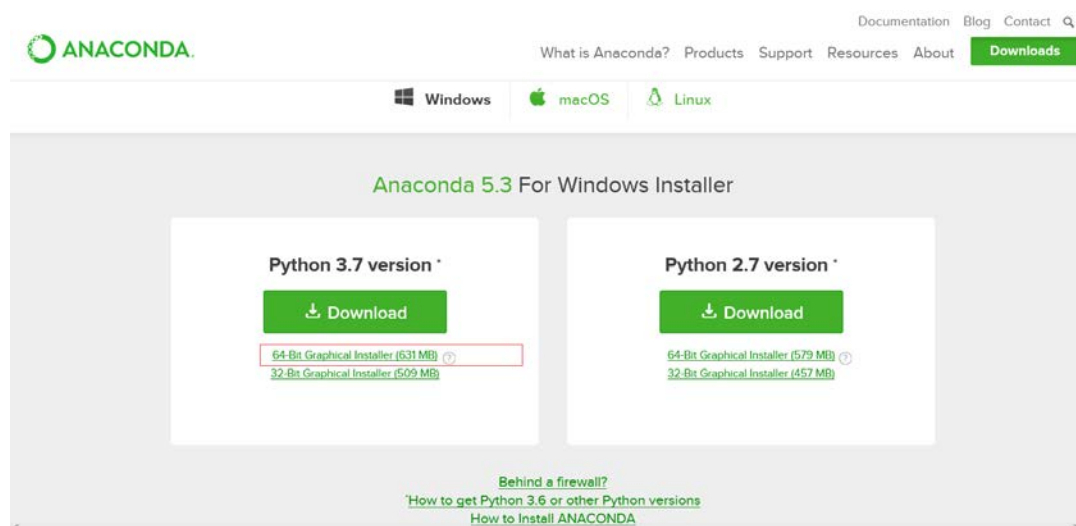 Documentation Blog Contact
ANACONDA.
What is Anaconda? Products Support Resources About Downloads
Windows macOS Linux
Anaconda 5.3 For Windows Installer
Python 3.7 version *
Download
64-Bit Graphical Installer (631 MB) ?
32-Bit Graphical Installer (509 MB)
Python 2.7 version *
Download
64-Bit Graphical Installer (579 MB) ?
32-Bit Graphical Installer (457 MB)
Behind a firewall?
*How to get Python 3.6 or other Python versions
How to Install ANACONDA